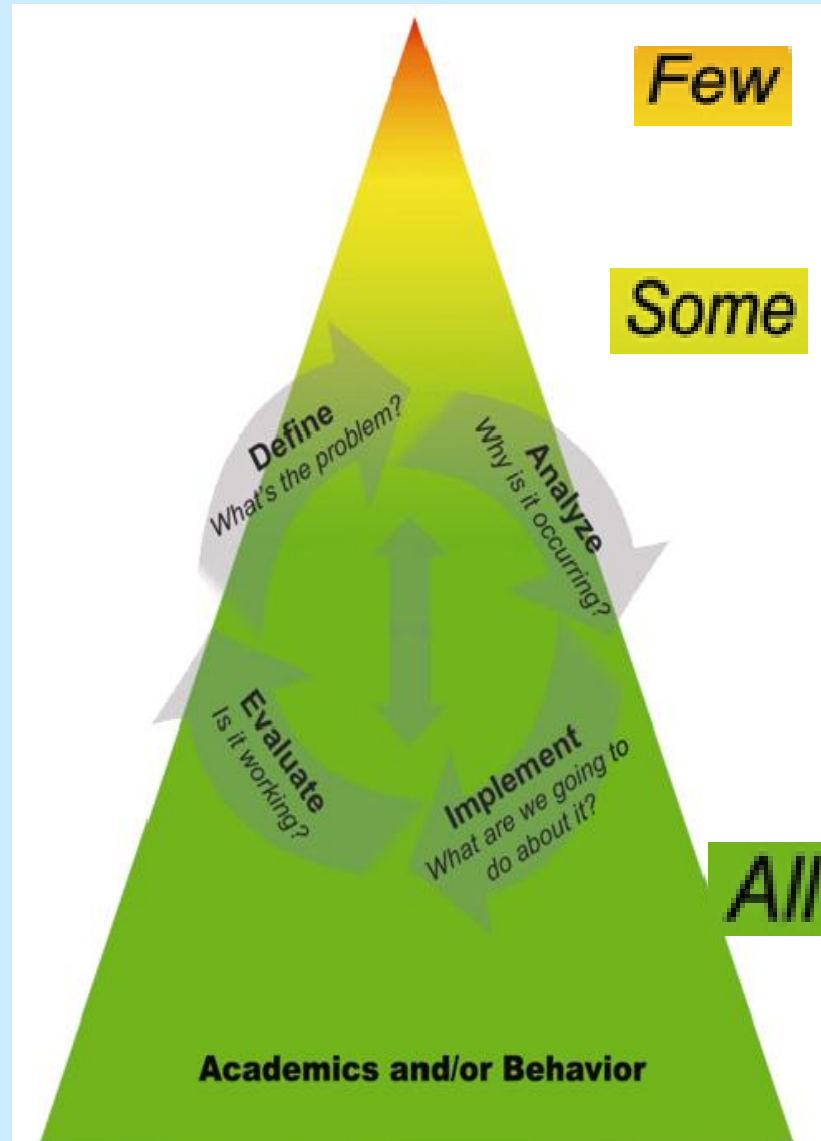 Few
Some
Define
What's the problem?
Analyze
Why is it occurring?
Implement
What are we going to
do about it?
Evaluate
Is it working?
All
Academics and/or Behavior